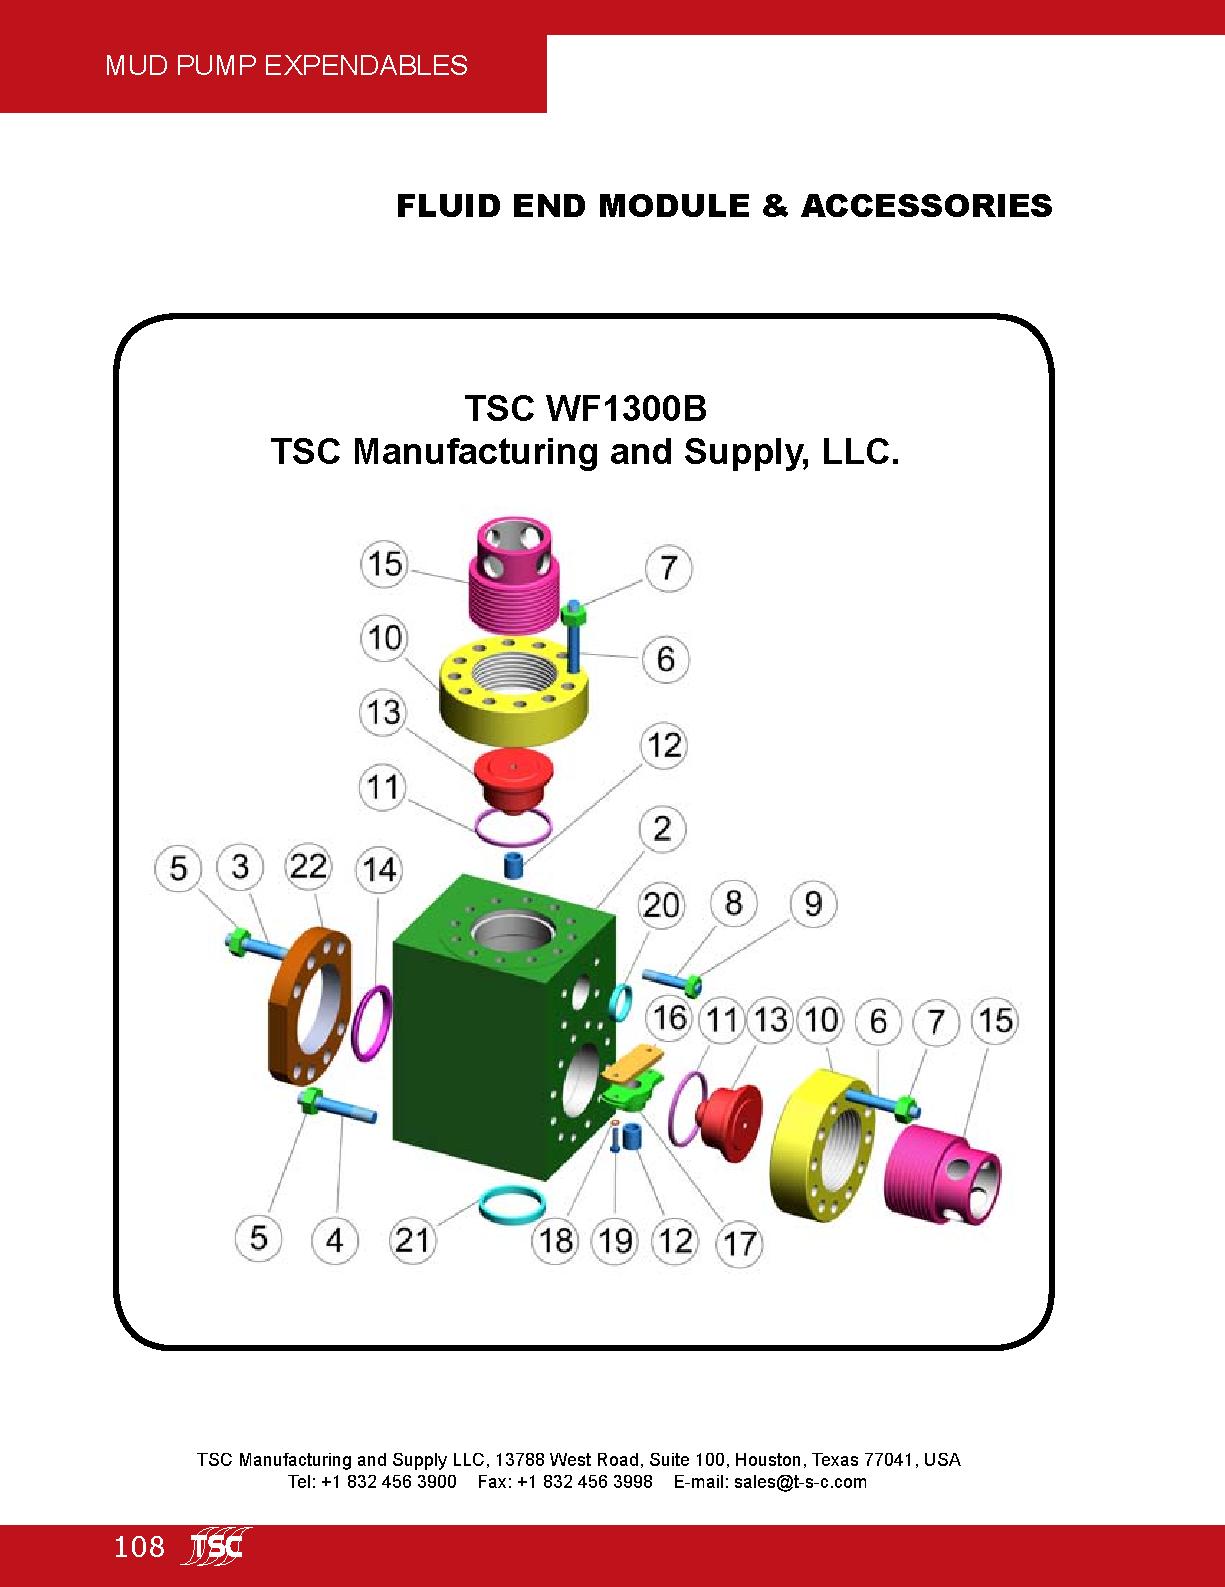 MUD PUMP EXPENDABLES
FLUID END MODULE & ACCESSORIES
TSC WF1300B
TSC Manufacturing and Supply, LLC.
15
7
10
6
13
12
11
2
5 3 22 14
20 8 9
16 11 13 10 6 7 15
5 4 21 18 19 12 17
TSC Manufacturing and Supply LLC, 13788 West Road, Suite 100, Houston, Texas 77041, USA
Tel: +1 832 456 3900 Fax: +1 832 456 3998 E-mail: sales@t-s-c.com
108 TSC